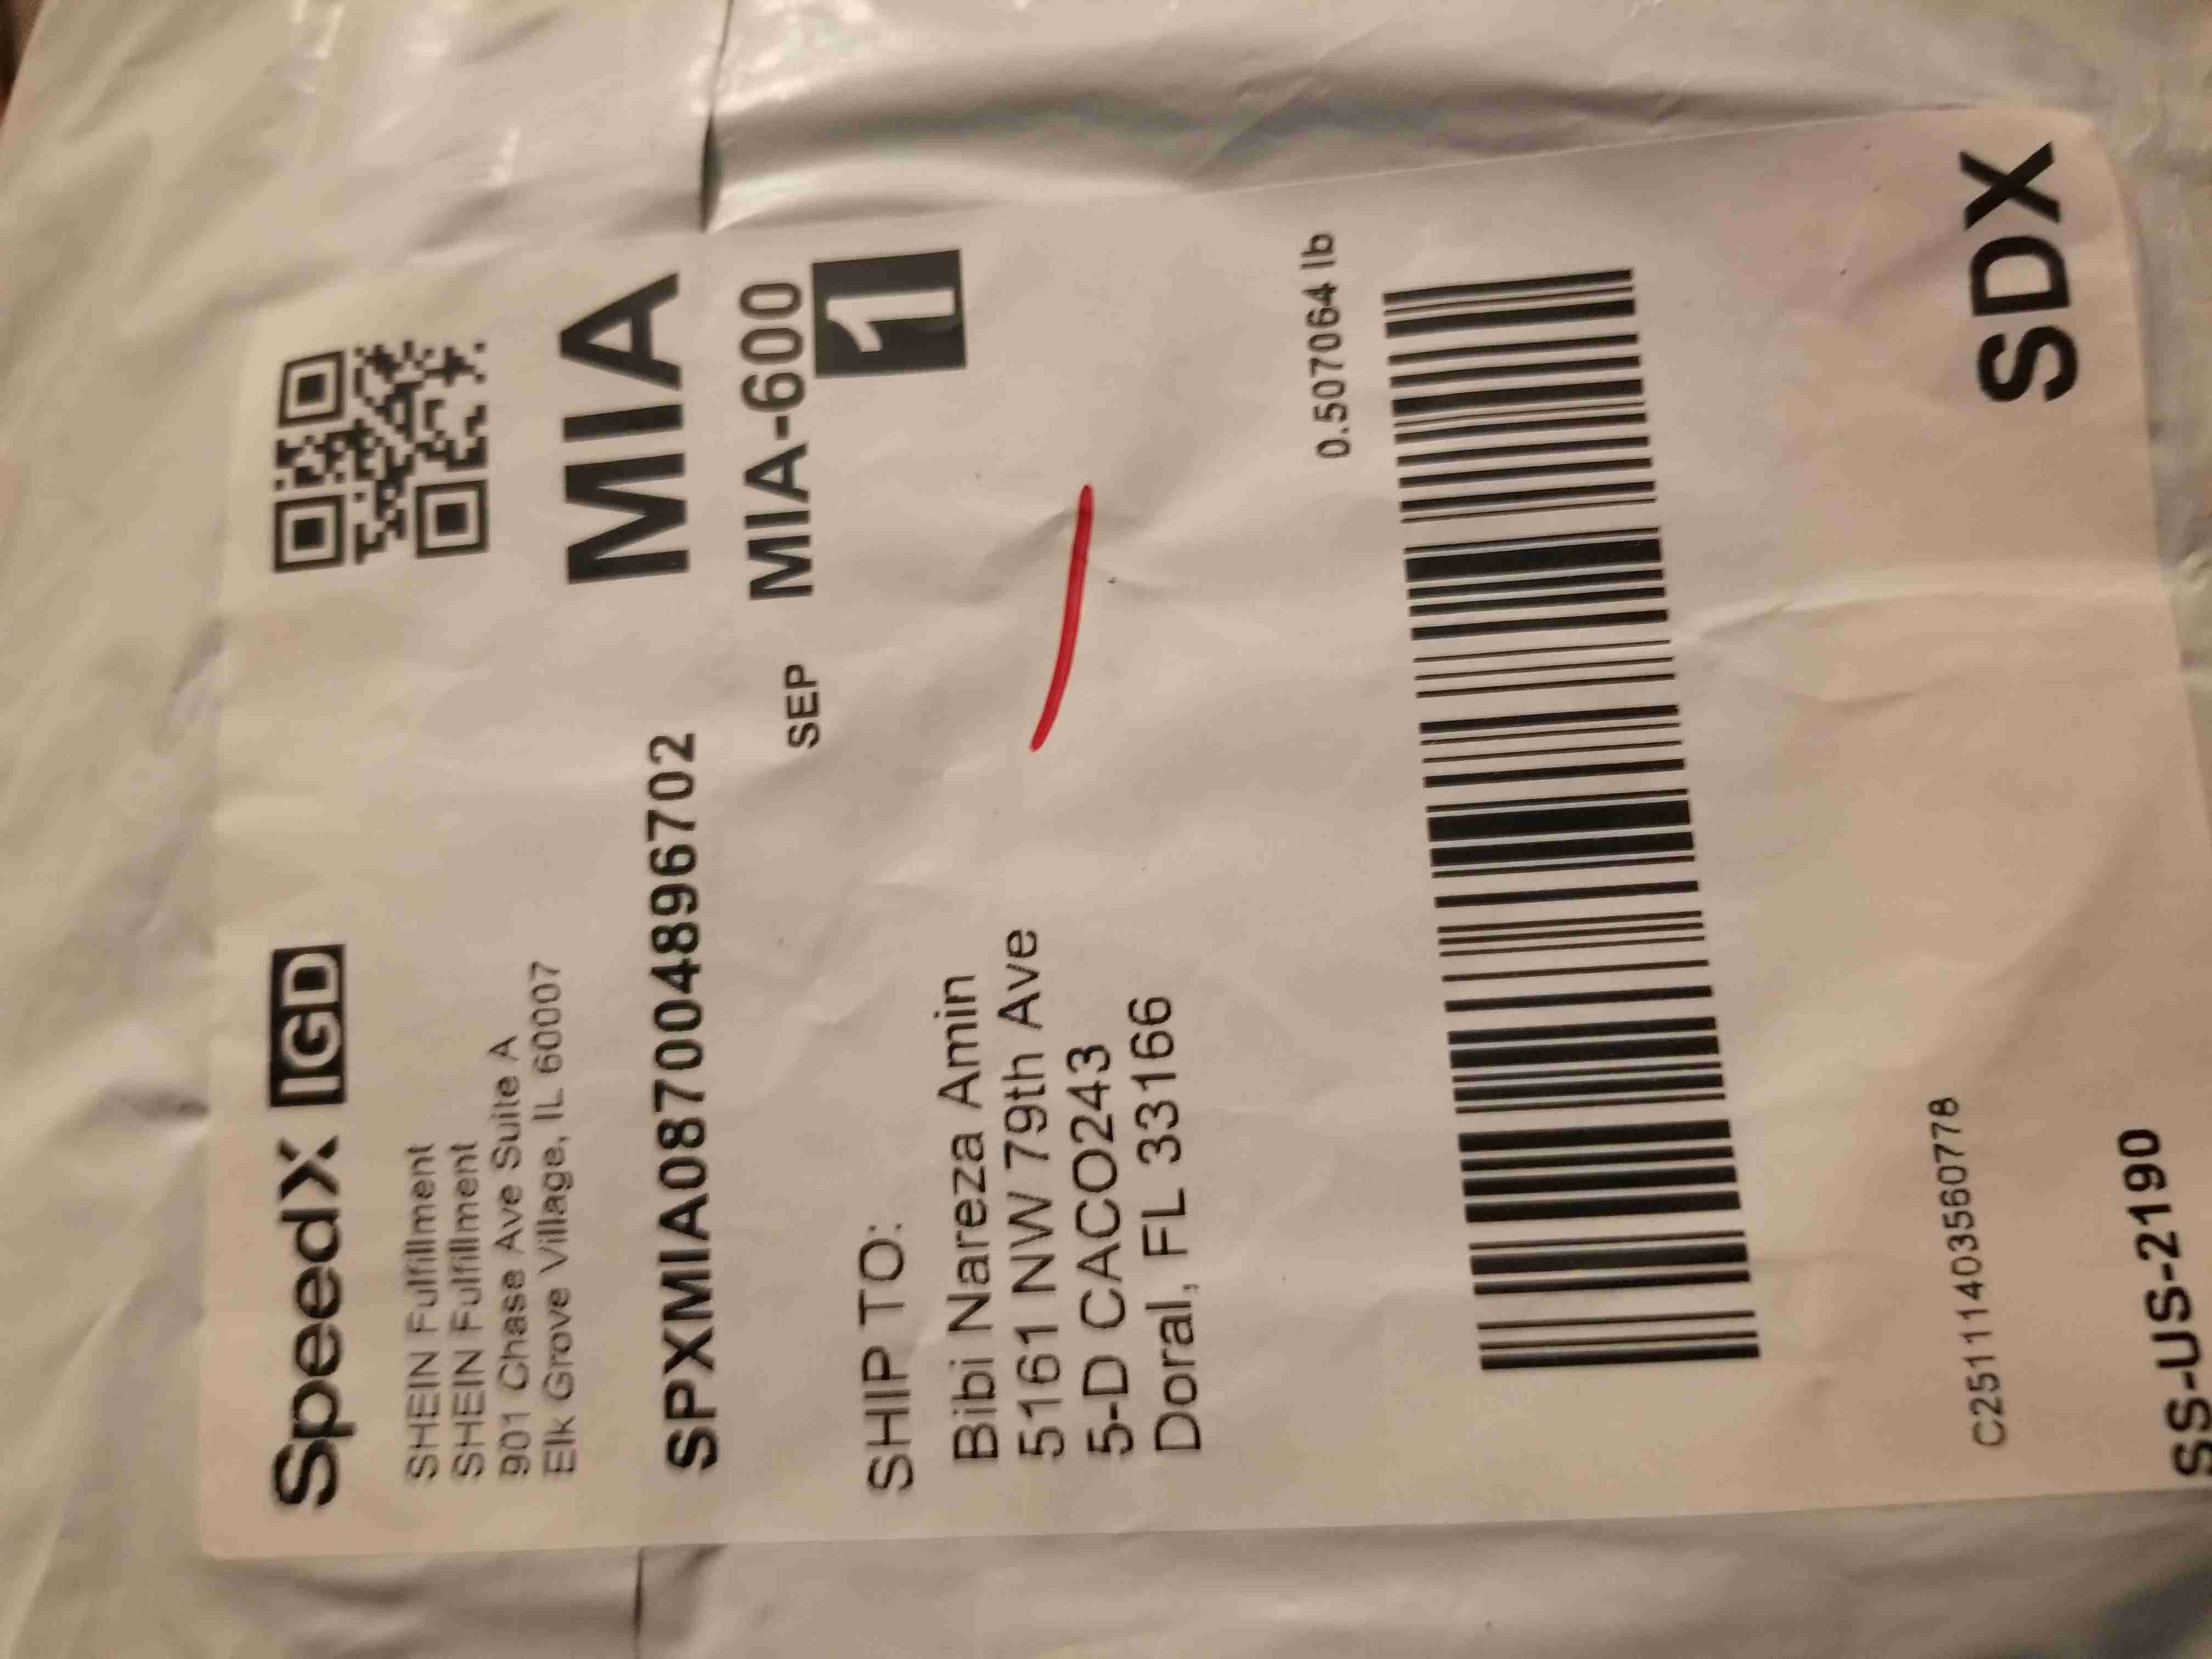 SpeedX IGD
SHEIN Fulfillment
SHEIN Fulfillment
901 Chase Ave Suite A
Elk Grove Village, IL 60007
MIA
SPXMIA087004896702
SEP MIA-600
1
SHIP TO:
Bibi Nareza Amin
5161 NW 79th Ave
5-D CACO243
Doral, FL 33166
0.507064 lb
C25111403560778
SDX
SS-US-2190